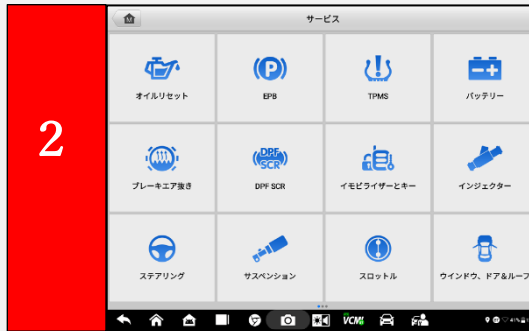 2
サービス
オイルリセット
(P)
EPB
(!)
TPMS
バッテリー
ブレーキエア抜き
DPF
SCR
DPF SCR
イモビライザーとキー
インジェクター
ステアリング
サスペンション
スロットル
ウインドウ、ドア&ルーフ
VCMI
41%